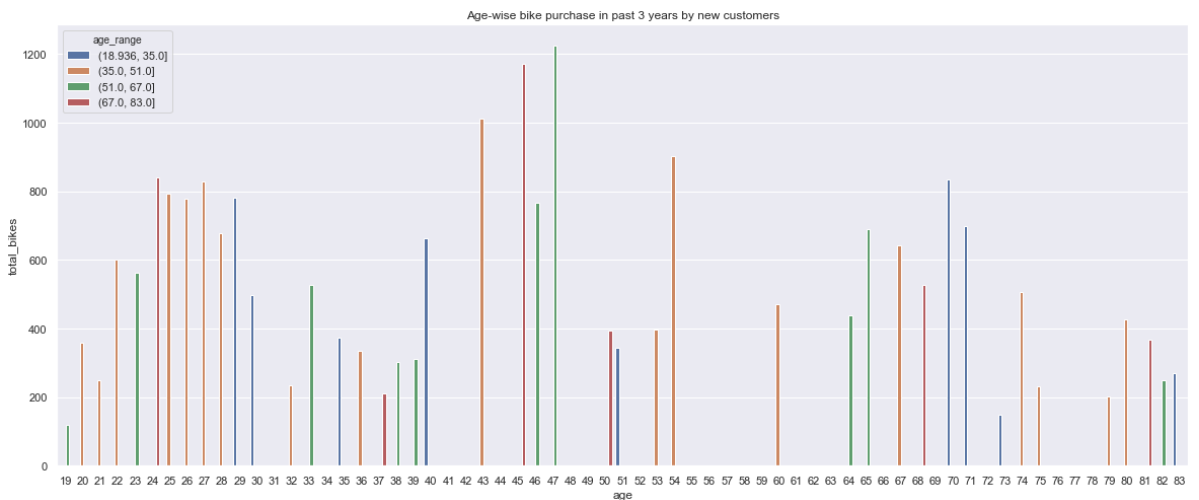 Age-wise bike purchase in past 3 years by new customers
age_range
(18.936, 35.0]
(35.0, 51.0]
(51.0, 67.0]
(67.0, 83.0]
1200
1000
800
600
400
200
0
total_bikes
19 20 21 22 23 24 25 26 27 28 29 30 31 32 33 34 35 36 37 38 39 40 41 42 43 44 45 46 47 48 49 50 51 52 53 54 55 56 57 58 59 60 61 62 63 64 65 66 67 68 69 70 71 72 73 74 75 76 77 78 79 80 81 82 83
age